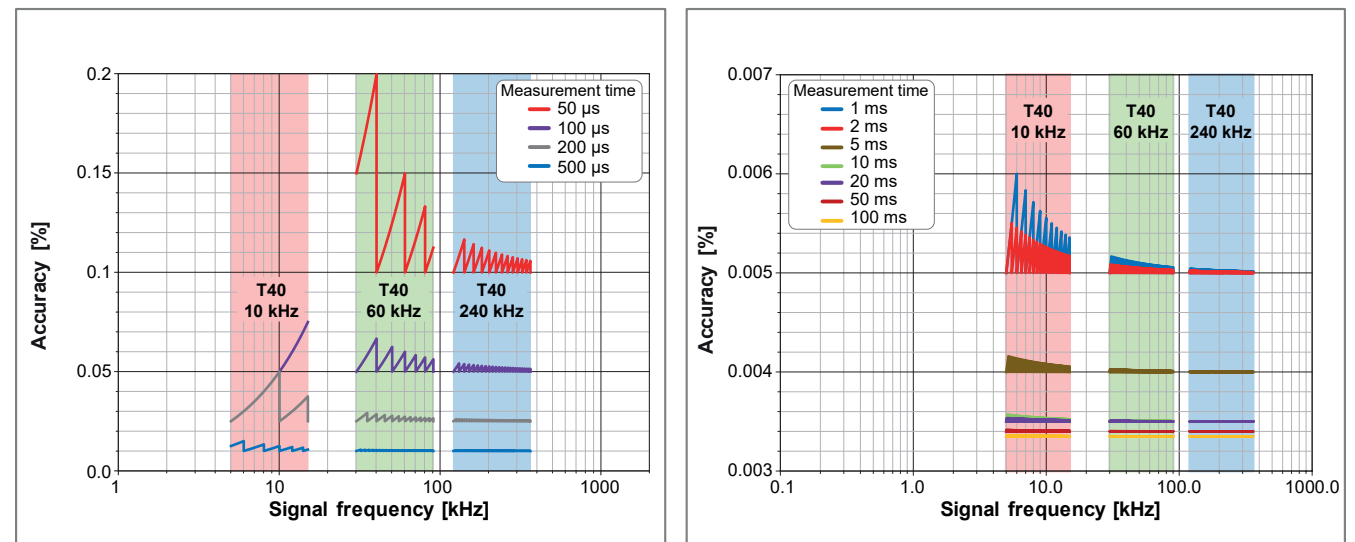 Accuracy [%]
0.2
0.15
0.1
0.05
0.0
Measurement time
50 µs
100 µs
200 µs
500 µs
T40
10 kHz
T40
60 kHz
T40
240 kHz
1
10
100
1000
Signal frequency [kHz]
Accuracy [%]
0.007
0.006
0.005
0.004
0.003
Measurement time
1 ms
2 ms
5 ms
10 ms
20 ms
50 ms
100 ms
T40
10 kHz
T40
60 kHz
T40
240 kHz
0.1
1.0
10.0
100.0
1000.0
Signal frequency [kHz]